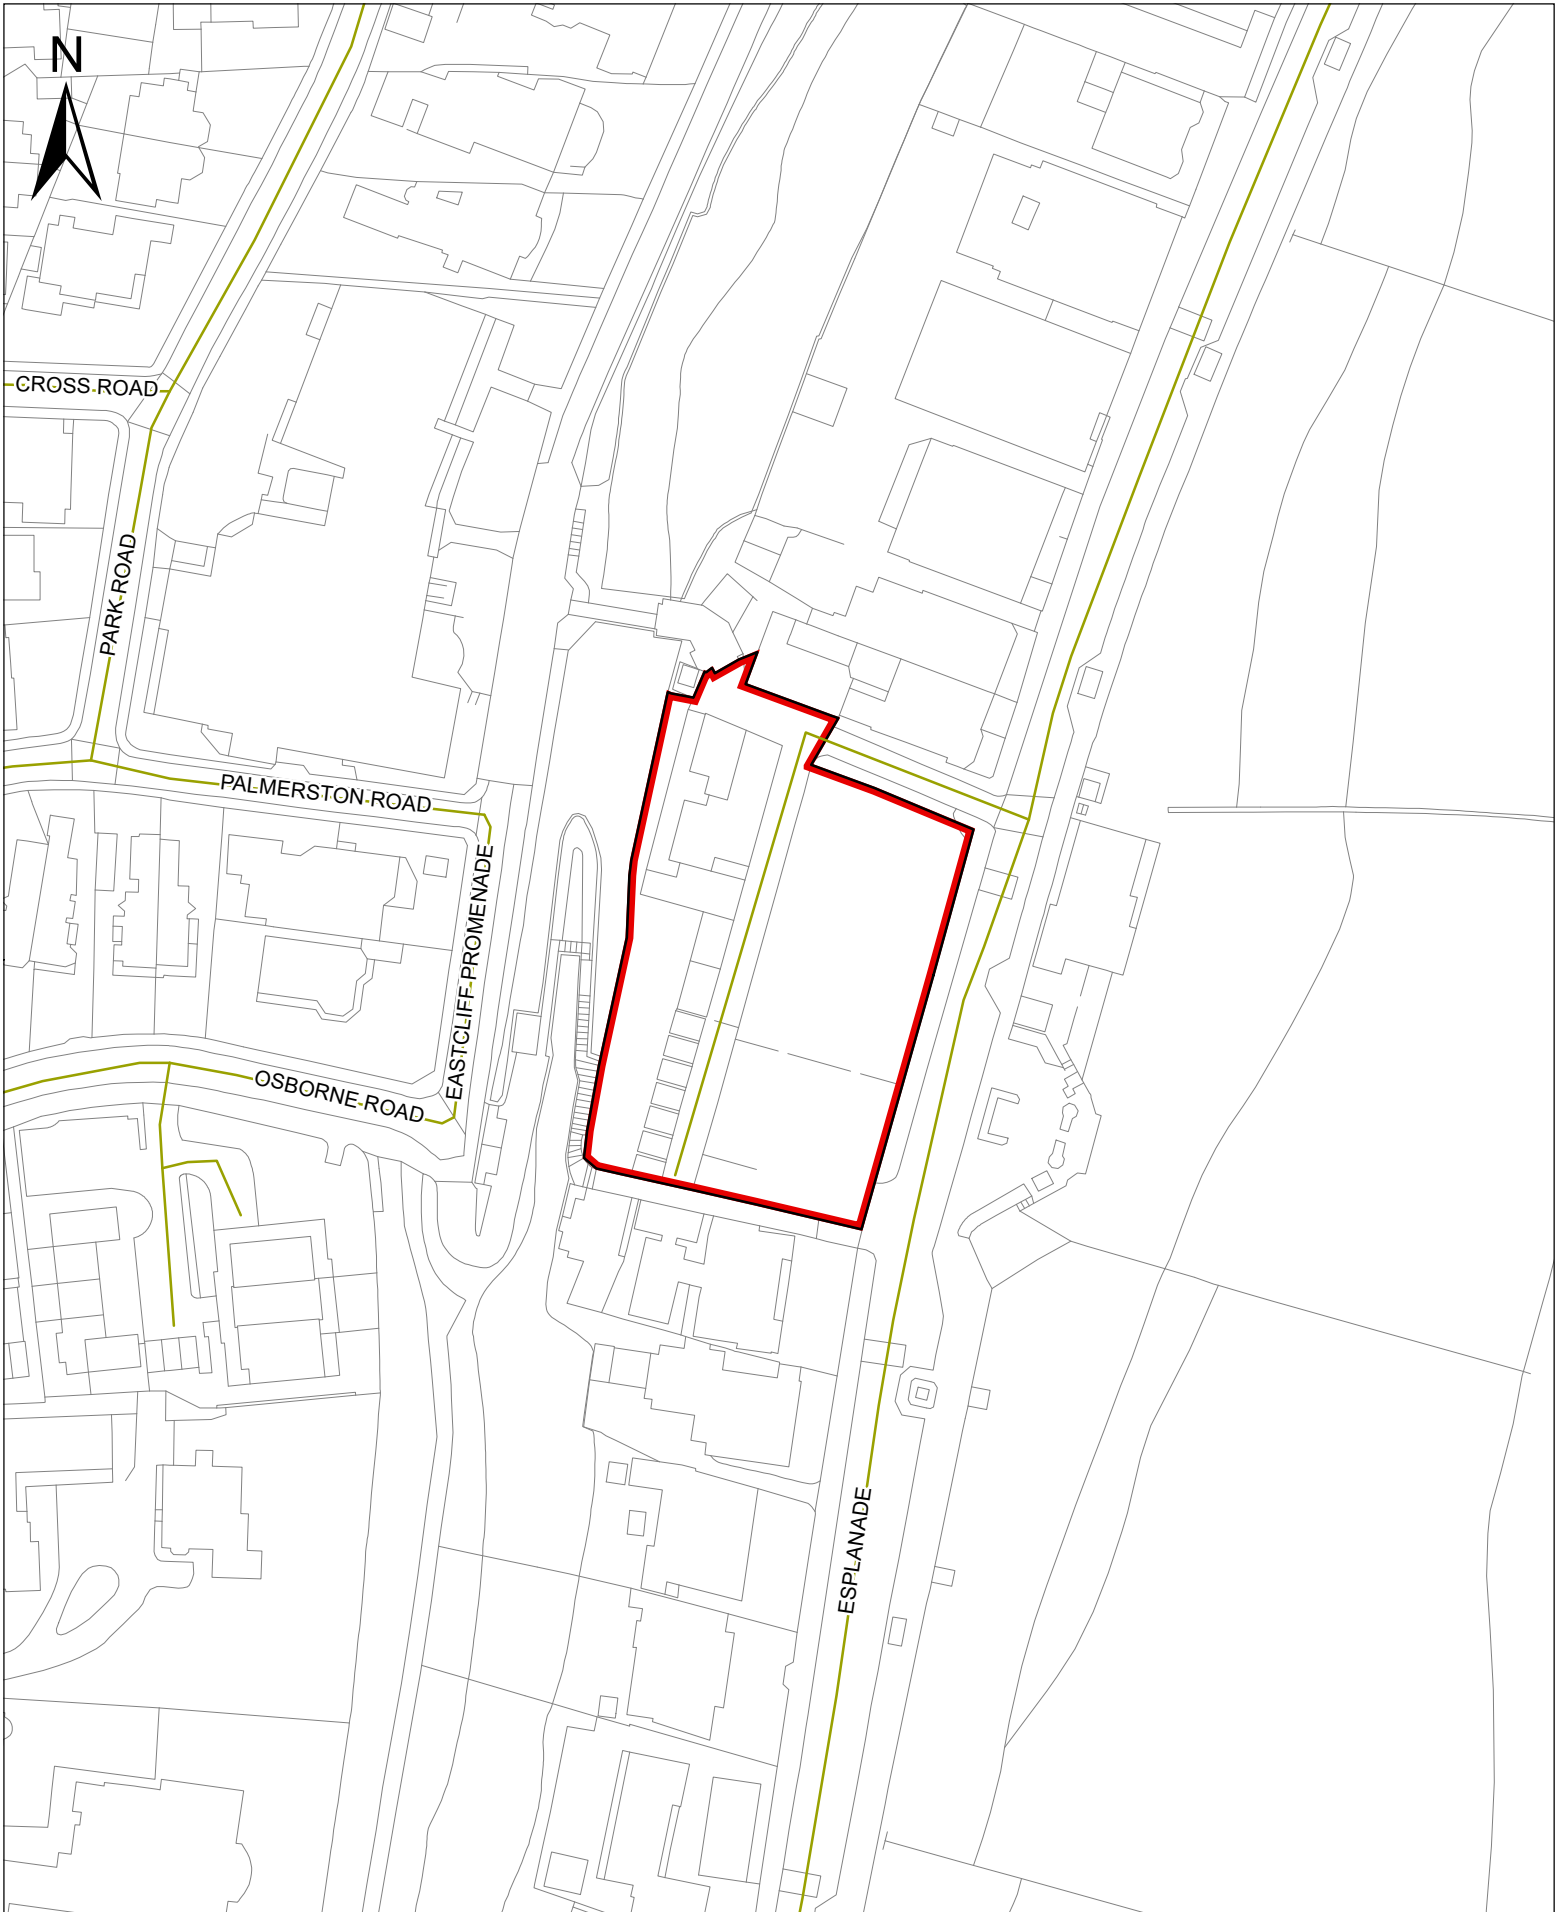 N
CROSS ROAD
PARK ROAD
PALMERSTON ROAD
EASTCLIFF PROMENADE
OSBORNE ROAD
ESPLANADE